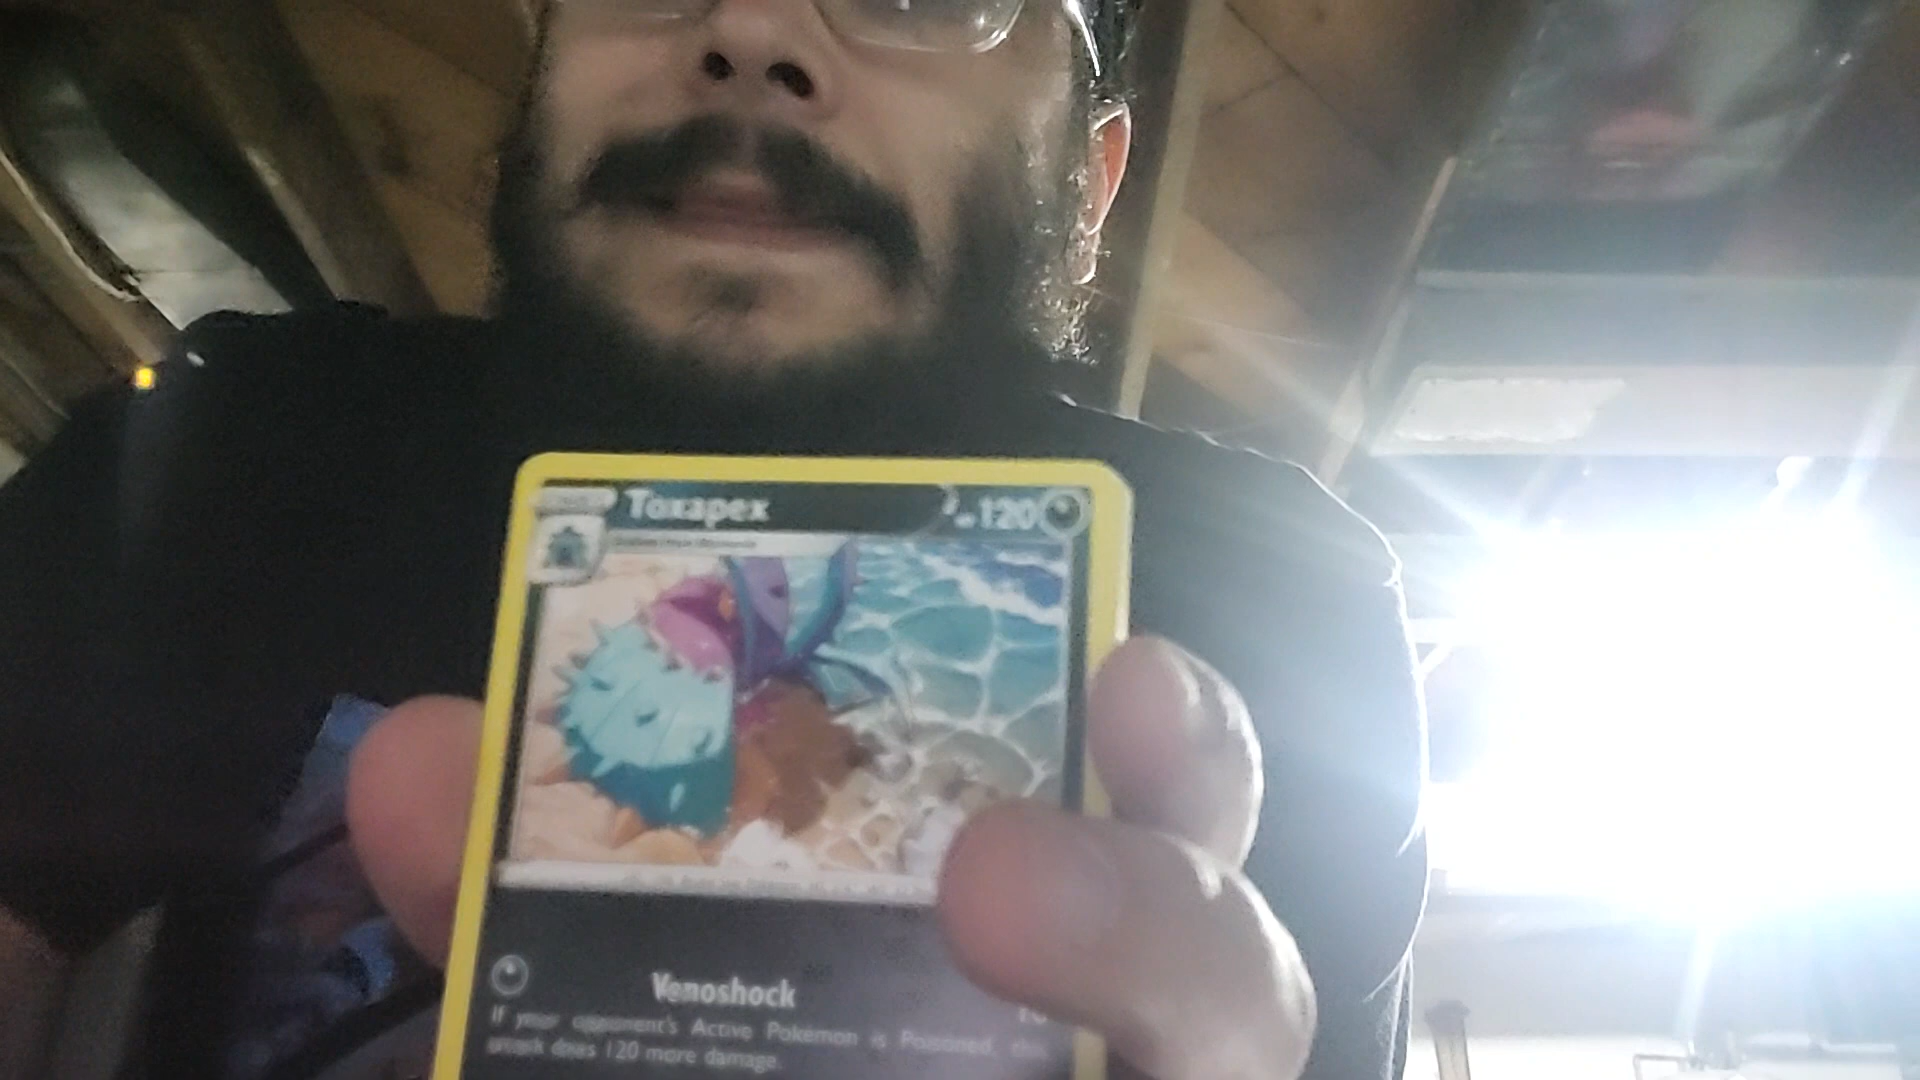 Toxapex 120
Venoshock
If your opponent's Active Pokémon is Poisoned, this
attack does 120 more damage.